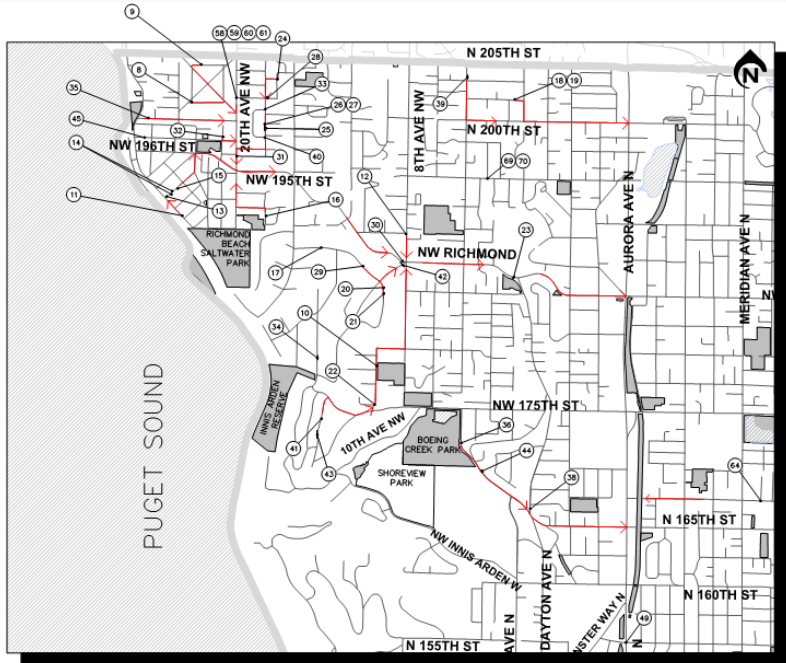 9
58 59 60 61
24
N 205TH ST
N
8
28
35
20TH AVE NW
33
39
18 19
26 27
45
32
8TH AVE NW
N 200TH ST
25
NW 196TH ST
40
14
31
15
NW 195TH ST
69 70
12
11
13
16
30
NW RICHMOND
23
AURORA AVE N
MERIDIAN AVE N
RICHMOND
BEACH
SALTWATER
PARK
17
29
42
20
21
10
34
22
PUGET SOUND
INNIS ARDEN
RESERVE
NW 175TH ST
41
10TH AVE NW
36
43
BOEING
CREEK PARK
44
SHOREVIEW
PARK
38
64
N 165TH ST
NW INNIS ARDEN W
DAYTON AVE N
N 160TH ST
AVE N
NSTER WAY N
49
N
N 155TH ST